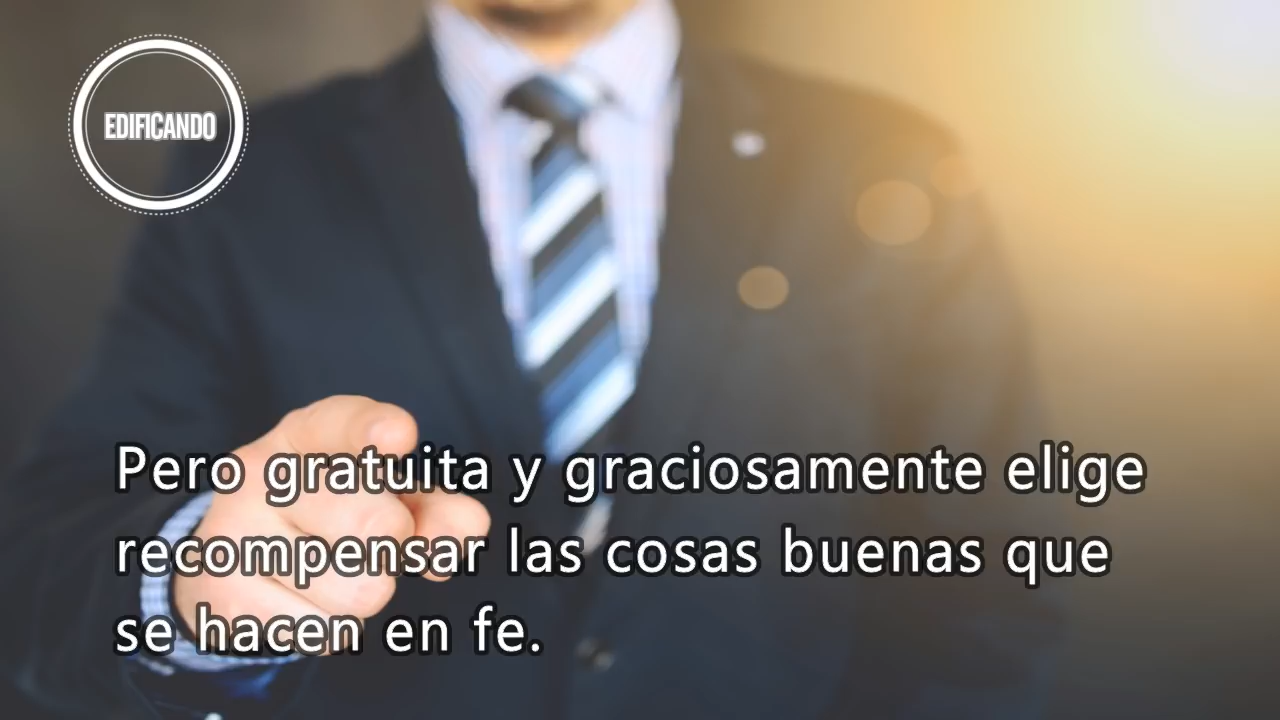 EDIFICANDO
Pero gratuita y graciosamente elige
recompensar las cosas buenas que
se hacen en fe.